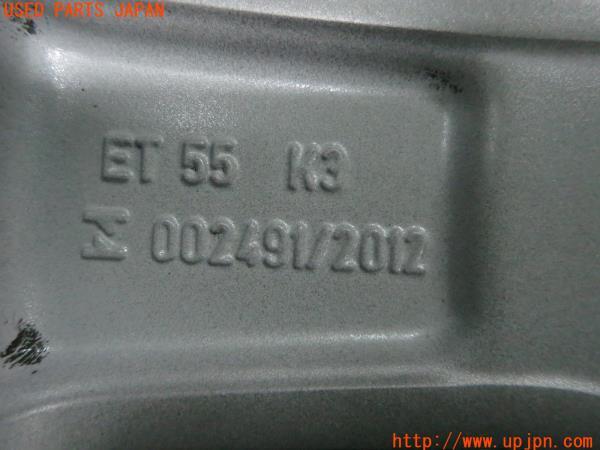 USED PARTS JAPAN
ET 55 K3
002491/2012
http://www.upjpn.com/